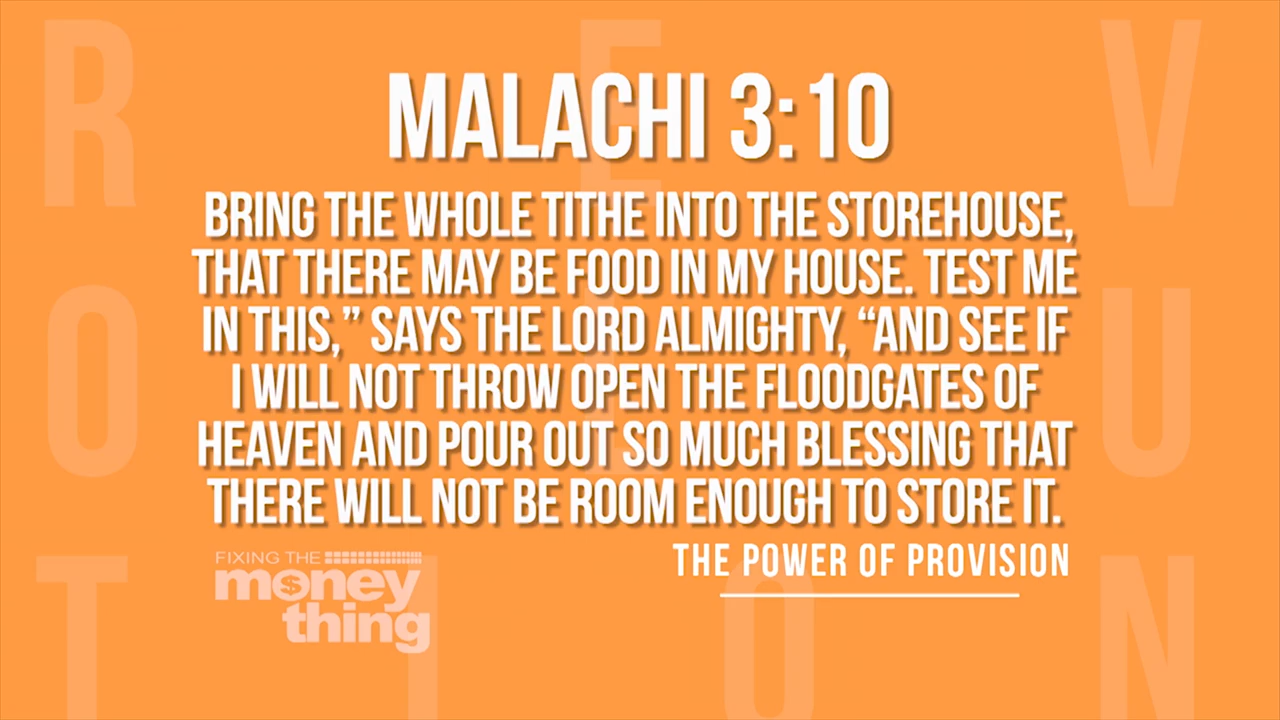 R E V
O L U
T I O N
MALACHI 3:10
BRING THE WHOLE TITHE INTO THE STOREHOUSE,
THAT THERE MAY BE FOOD IN MY HOUSE. TEST ME
IN THIS,” SAYS THE LORD ALMIGHTY, “AND SEE IF
I WILL NOT THROW OPEN THE FLOODGATES OF
HEAVEN AND POUR OUT SO MUCH BLESSING THAT
THERE WILL NOT BE ROOM ENOUGH TO STORE IT.
THE POWER OF PROVISION
FIXING THE
money
thing